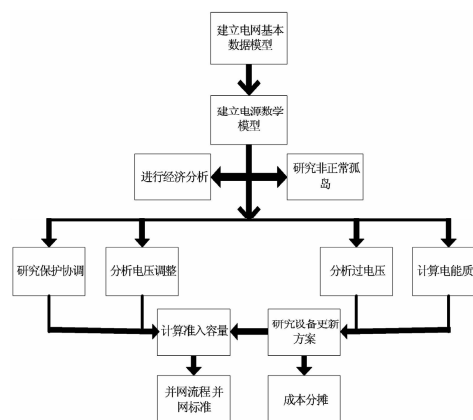 建立电网基本
数据模型
建立电源数学
模型
进行经济分析
研究非正常孤
岛
研究保护协调
分析电压调整
分析过电压
计算电能质
计算准入容量
研究设备更新
方案
并网流程并
网标准
成本分摊